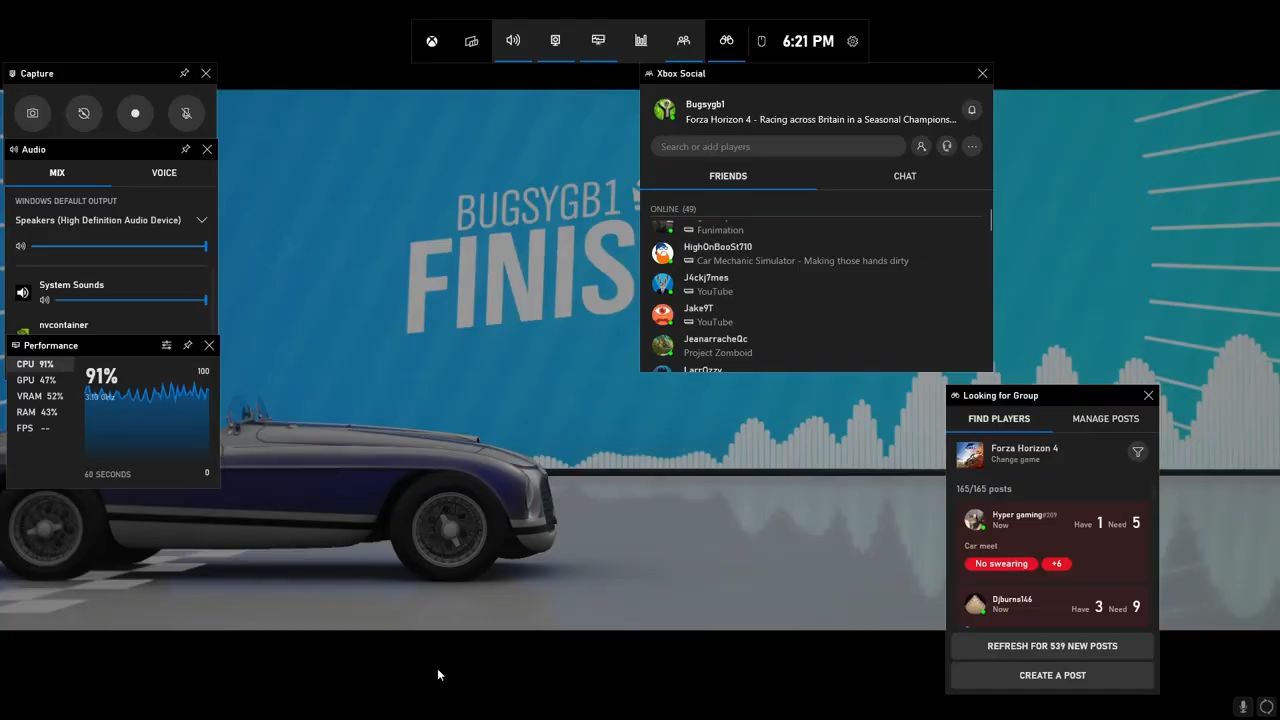 6:21 PM
Capture
Audio
MIX
VOICE
WINDOWS DEFAULT OUTPUT
Speakers (High Definition Audio Device)
System Sounds
nvcontainer
Performance
CPU 91%
GPU 47%
VRAM 52%
RAM 43%
FPS --
91%
100
3.10 GHz
60 SECONDS
0
BUGSYGB1
FINIS
Xbox Social
Bugsygb1
Forza Horizon 4 - Racing across Britain in a Seasonal Champions...
Search or add players
FRIENDS
CHAT
ONLINE (49)
Funimation
HighOnBooSt710
Car Mechanic Simulator - Making those hands dirty
J4ckj7mes
YouTube
Jake9T
YouTube
JeanarracheQc
Project Zomboid
LarrOzzy
Looking for Group
FIND PLAYERS
MANAGE POSTS
Forza Horizon 4
Change game
165/165 posts
Hyper gaming#209
Now
Have 1 Need 5
Car meet
No swearing
+6
Djburns146
Now
Have 3 Need 9
REFRESH FOR 539 NEW POSTS
CREATE A POST